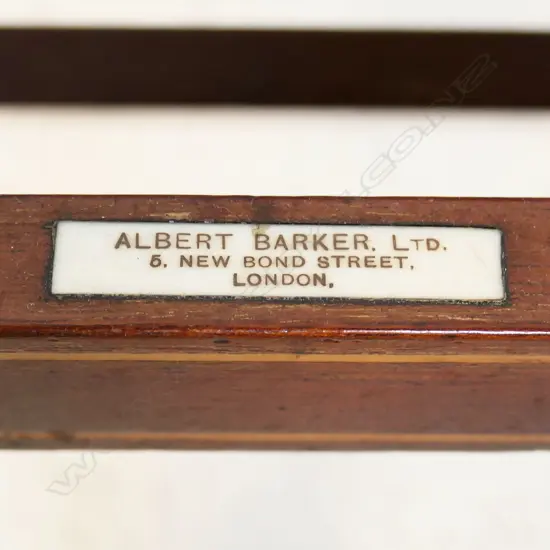 ALBERT BARKER. LTD.
5. NEW BOND STREET,
LONDON,